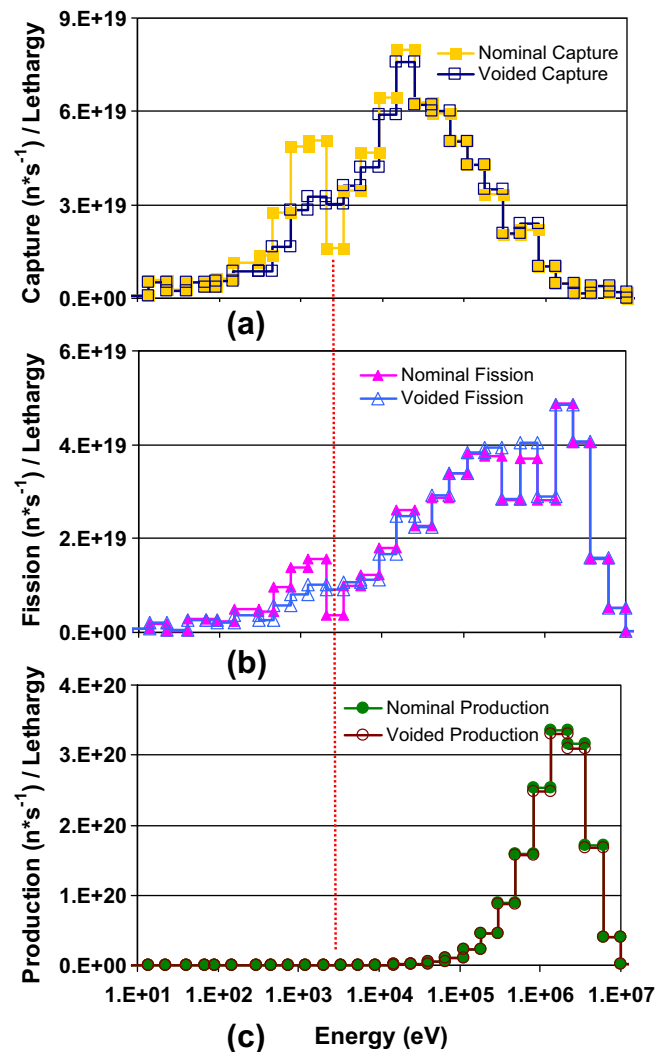 9.E+19
6.E+19
3.E+19
0.E+00
Capture (n*s⁻¹) / Lethargy
Nominal Capture
Voided Capture
(a)
6.E+19
4.E+19
2.E+19
0.E+00
Fission (n*s⁻¹) / Lethargy
Nominal Fission
Voided Fission
(b)
4.E+20
3.E+20
2.E+20
1.E+20
0.E+00
Production (n*s⁻¹) / Lethargy
Nominal Production
Voided Production
1.E+01 1.E+02 1.E+03 1.E+04 1.E+05 1.E+06 1.E+07
(c) Energy (eV)